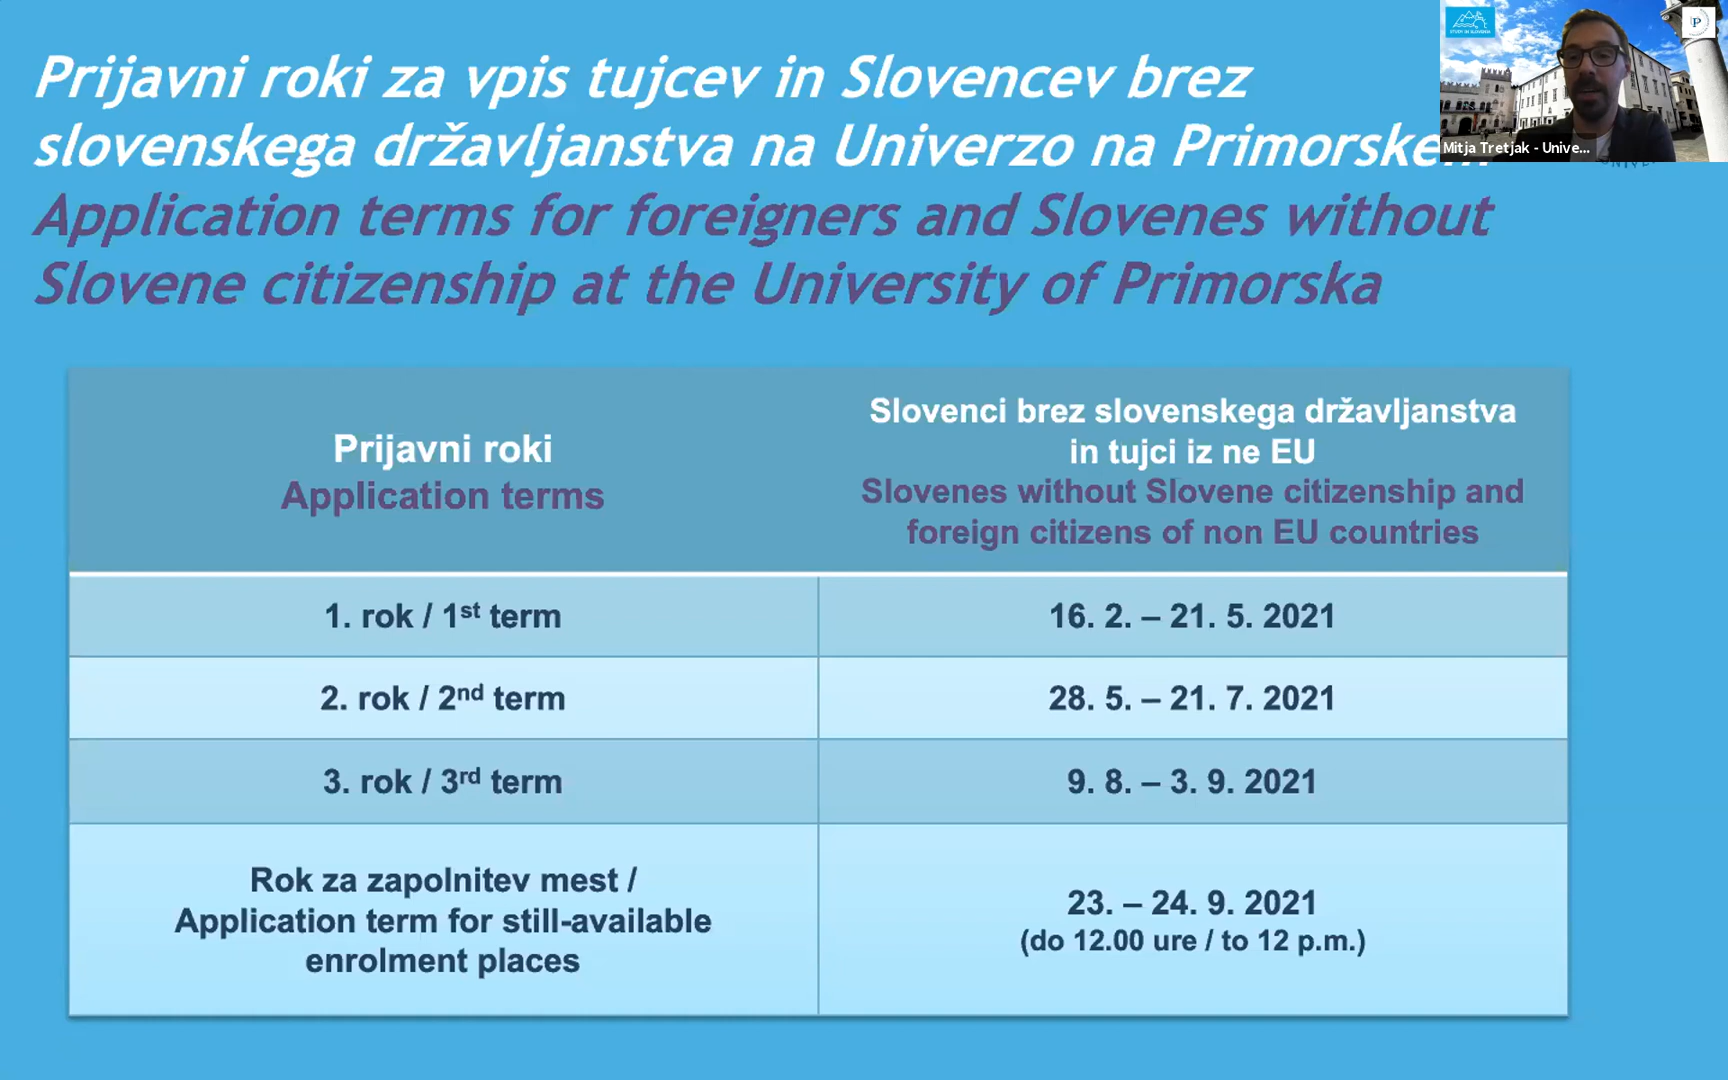 Prijavni roki za vpis tujcev in Slovencev brez
slovenskega državljanstva na Univerzo na
Application terms for foreigners and Slovenes without
Slovene citizenship at the University of Primorska
STUDY IN SLOVENIA
P
Mitja Tretjak - Unive...
Prijavni roki
Application terms
Slovenci brez slovenskega državljanstva
in tujci iz ne EU
Slovenes without Slovene citizenship and
foreign citizens of non EU countries
1. rok / 1st term
16. 2. – 21. 5. 2021
2. rok / 2nd term
28. 5. – 21. 7. 2021
3. rok / 3rd term
9. 8. – 3. 9. 2021
Rok za zapolnitev mest /
Application term for still-available
enrolment places
23. – 24. 9. 2021
(do 12.00 ure / to 12 p.m.)